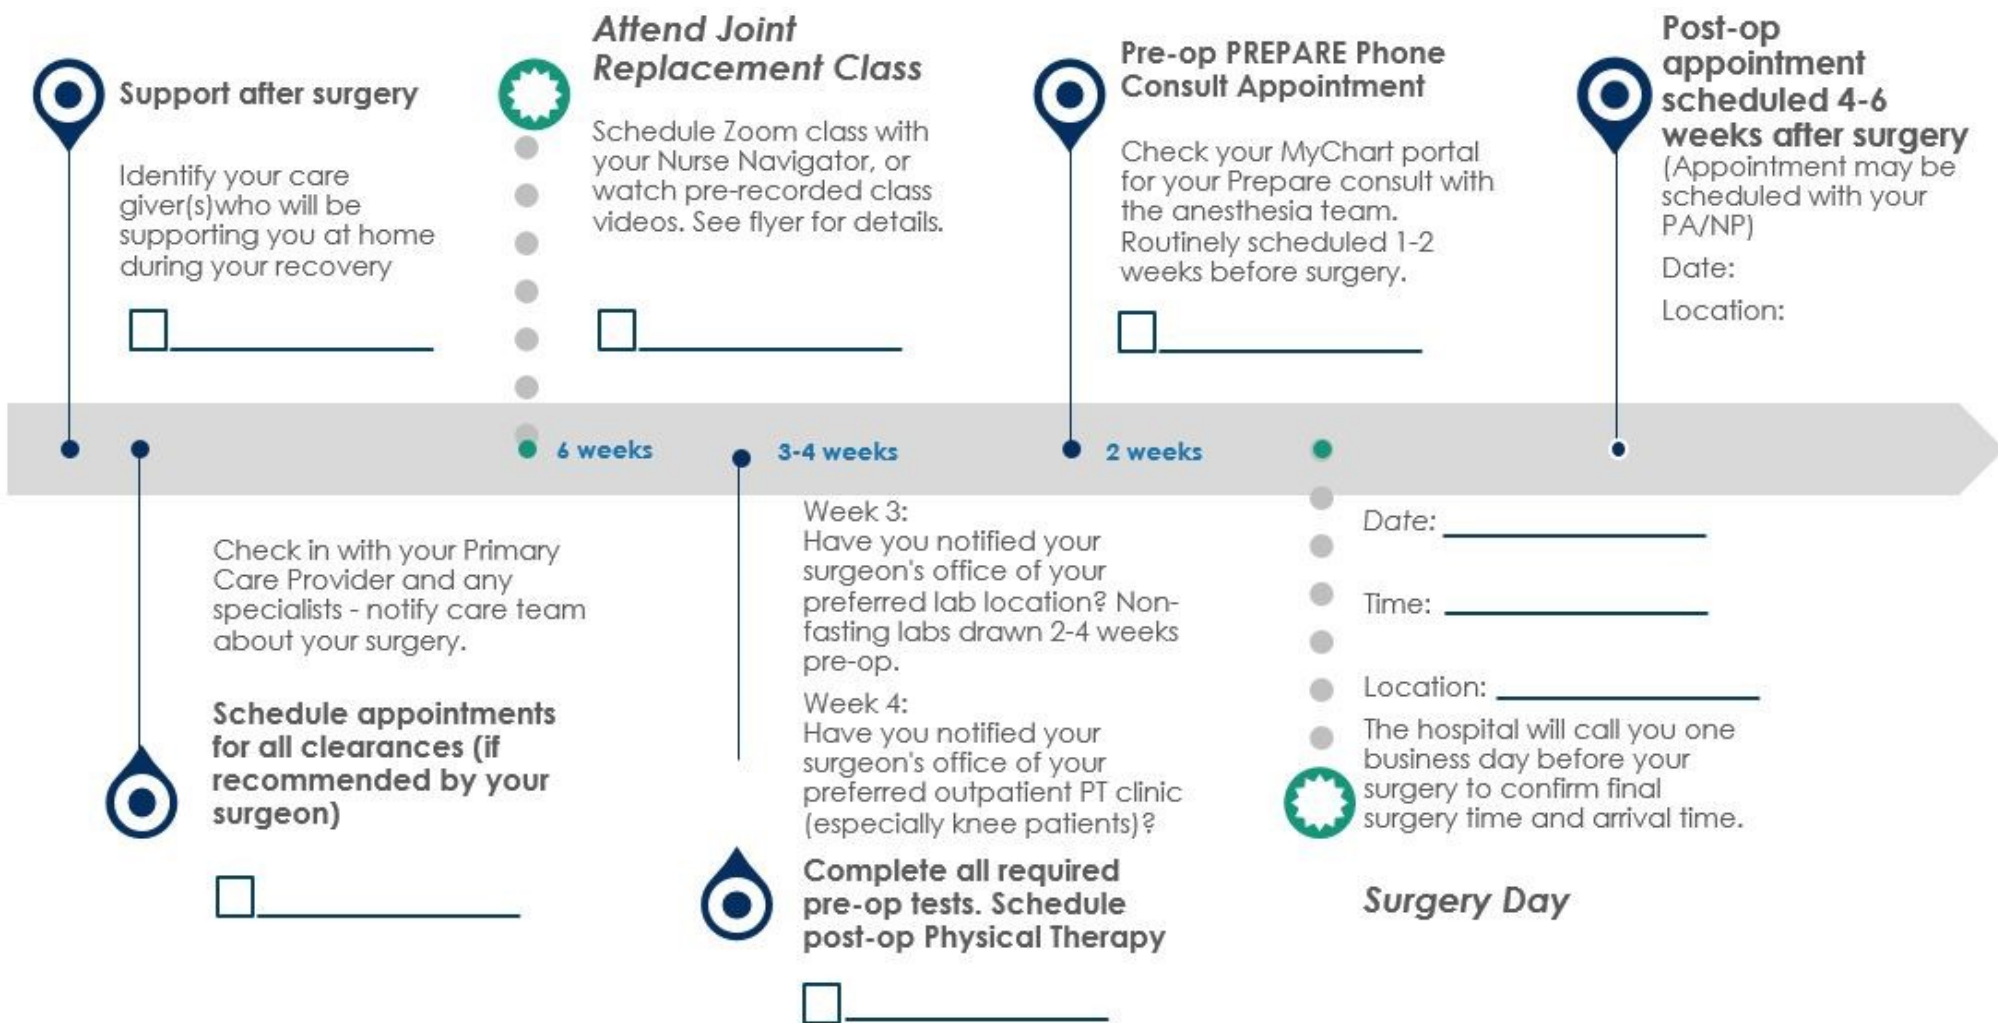 Support after surgery
Identify your care
giver(s)who will be
supporting you at home
during your recovery
Attend Joint
Replacement Class
Schedule Zoom class with
your Nurse Navigator, or
watch pre-recorded class
videos. See flyer for details.
Pre-op PREPARE Phone
Consult Appointment
Check your MyChart portal
for your Prepare consult with
the anesthesia team.
Routinely scheduled 1-2
weeks before surgery.
Post-op
appointment
scheduled 4-6
weeks after surgery
(Appointment may be
scheduled with your
PA/NP)
Date:
Location:
6 weeks
3-4 weeks
2 weeks
Check in with your Primary
Care Provider and any
specialists - notify care team
about your surgery.
Schedule appointments
for all clearances (if
recommended by your
surgeon)
Week 3:
Have you notified your
surgeon's office of your
preferred lab location? Non-
fasting labs drawn 2-4 weeks
pre-op.
Week 4:
Have you notified your
surgeon's office of your
preferred outpatient PT clinic
(especially knee patients)?
Complete all required
pre-op tests. Schedule
post-op Physical Therapy
Date:
Time:
Location:
The hospital will call you one
business day before your
surgery to confirm final
surgery time and arrival time.
Surgery Day